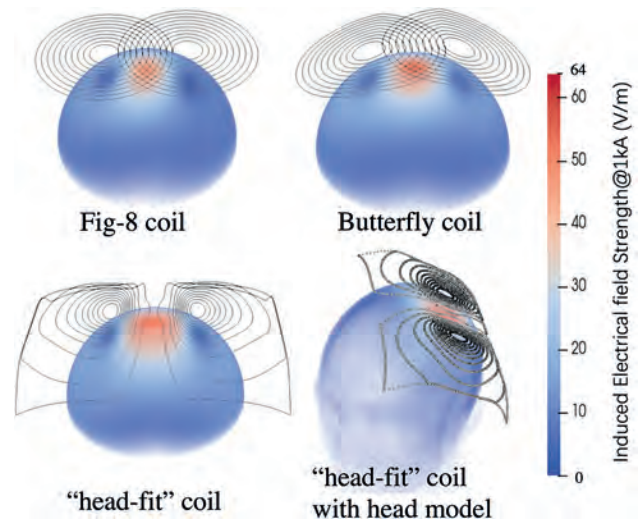 Fig-8 coil
Butterfly coil
"head-fit" coil
"head-fit" coil
with head model
64
60
50
40
30
20
10
0
Induced Electrical field Strength@1kA (V/m)